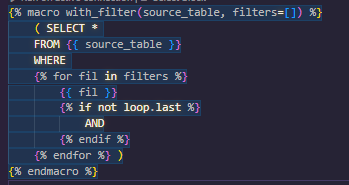 {% macro with_filter(source_table, filters=[]) %}
( SELECT *
FROM {{ source_table }}
WHERE
{% for fil in filters %}
{{ fil }}
{% if not loop.last %}
AND
{% endif %}
{% endfor %} )
{% endmacro %}